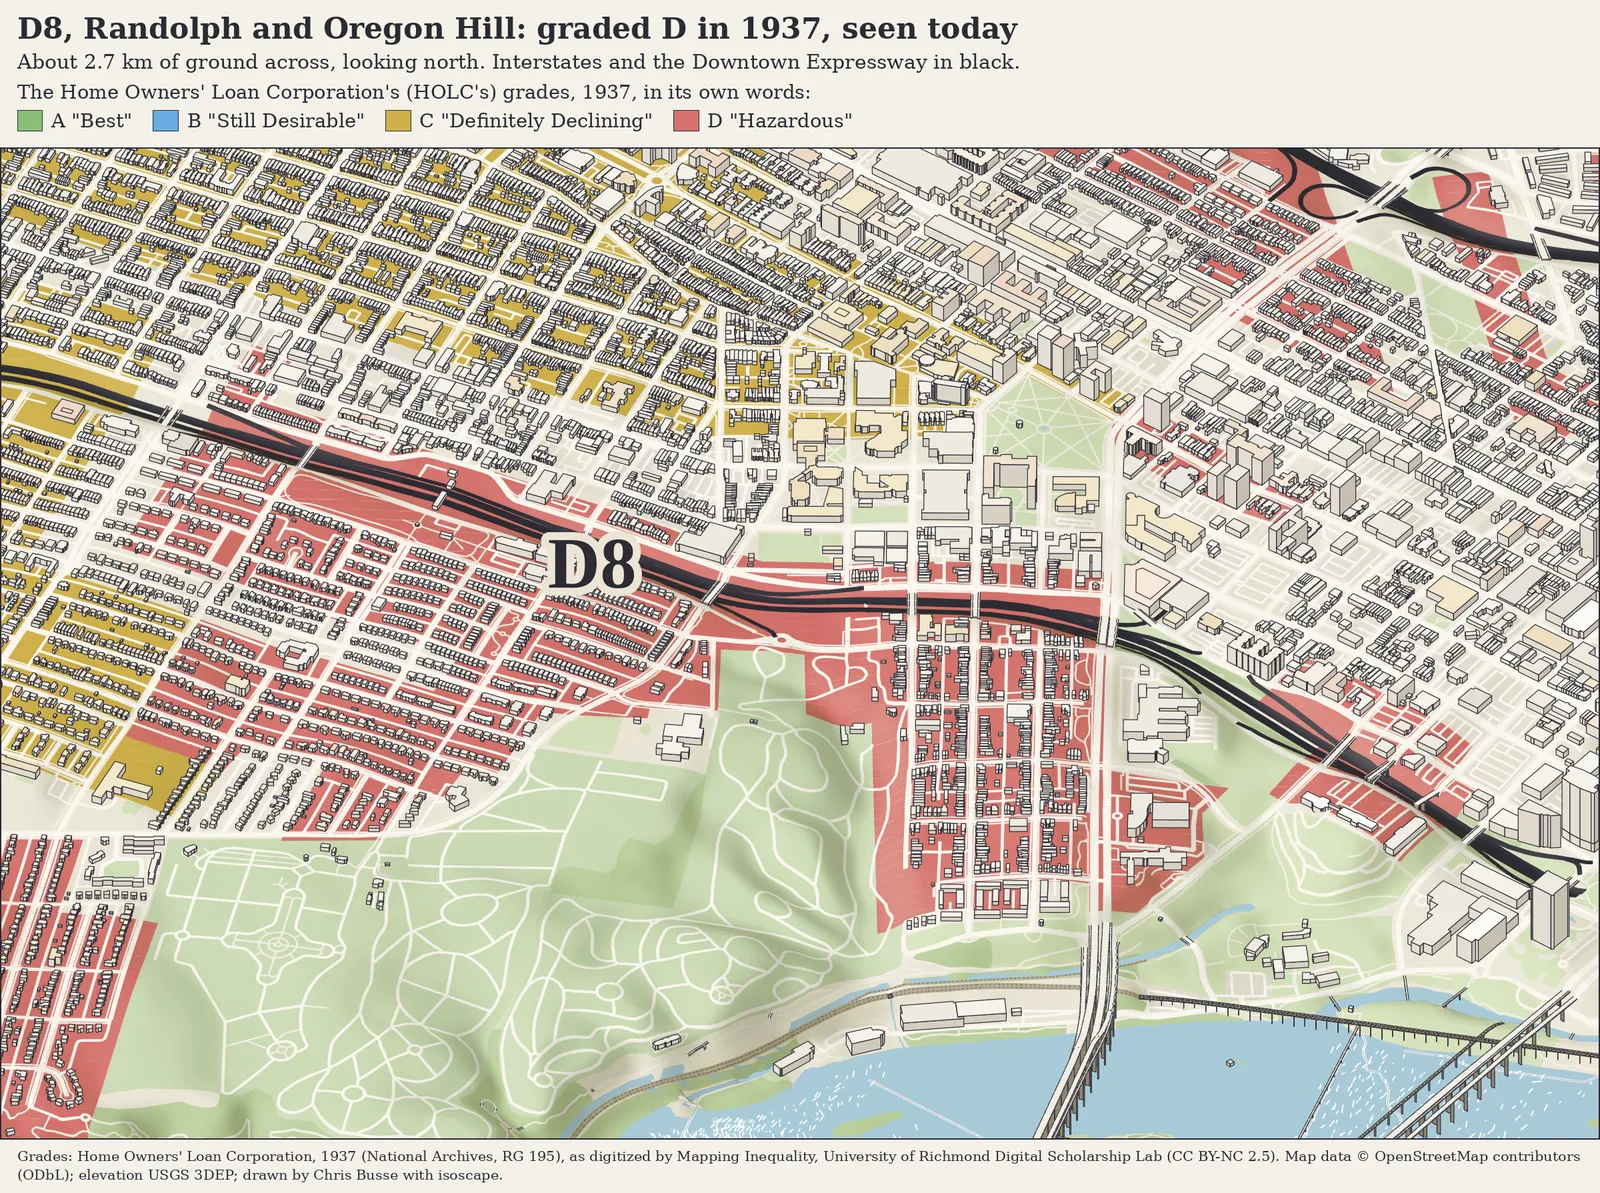 D8, Randolph and Oregon Hill: graded D in 1937, seen today
About 2.7 km of ground across, looking north. Interstates and the Downtown Expressway in black.
The Home Owners' Loan Corporation's (HOLC's) grades, 1937, in its own words:
A "Best" B "Still Desirable" C "Definitely Declining" D "Hazardous"
D8
Grades: Home Owners' Loan Corporation, 1937 (National Archives, RG 195), as digitized by Mapping Inequality, University of Richmond Digital Scholarship Lab (CC BY-NC 2.5). Map data © OpenStreetMap contributors
(ODbL); elevation USGS 3DEP; drawn by Chris Busse with isoscape.